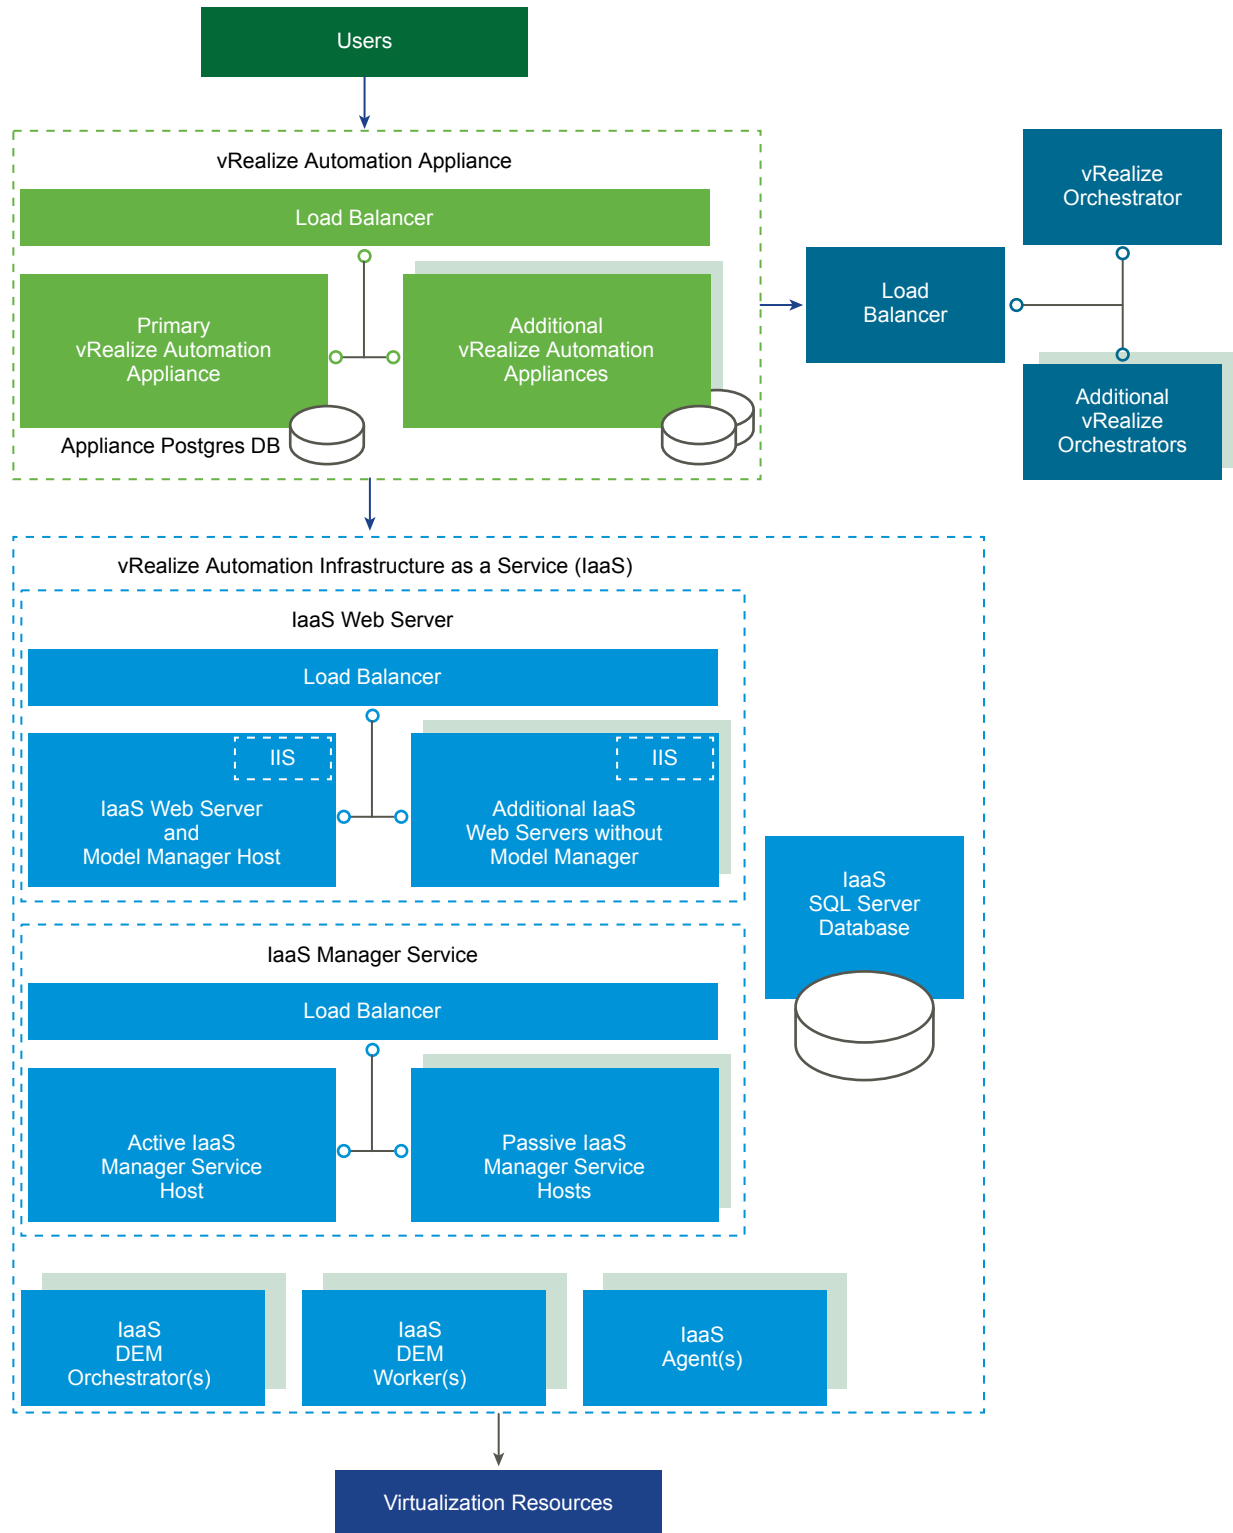 Users
vRealize Automation Appliance
Load Balancer
Primary
vRealize Automation
Appliance
Additional
vRealize Automation
Appliances
Appliance Postgres DB
Load
Balancer
vRealize
Orchestrator
Additional
vRealize
Orchestrators
vRealize Automation Infrastructure as a Service (IaaS)
IaaS Web Server
Load Balancer
IIS
IaaS Web Server
and
Model Manager Host
IIS
Additional IaaS
Web Servers without
Model Manager
IaaS
SQL Server
Database
IaaS Manager Service
Load Balancer
Active IaaS
Manager Service
Host
Passive IaaS
Manager Service
Hosts
IaaS
DEM
Orchestrator(s)
IaaS
DEM
Worker(s)
IaaS
Agent(s)
Virtualization Resources